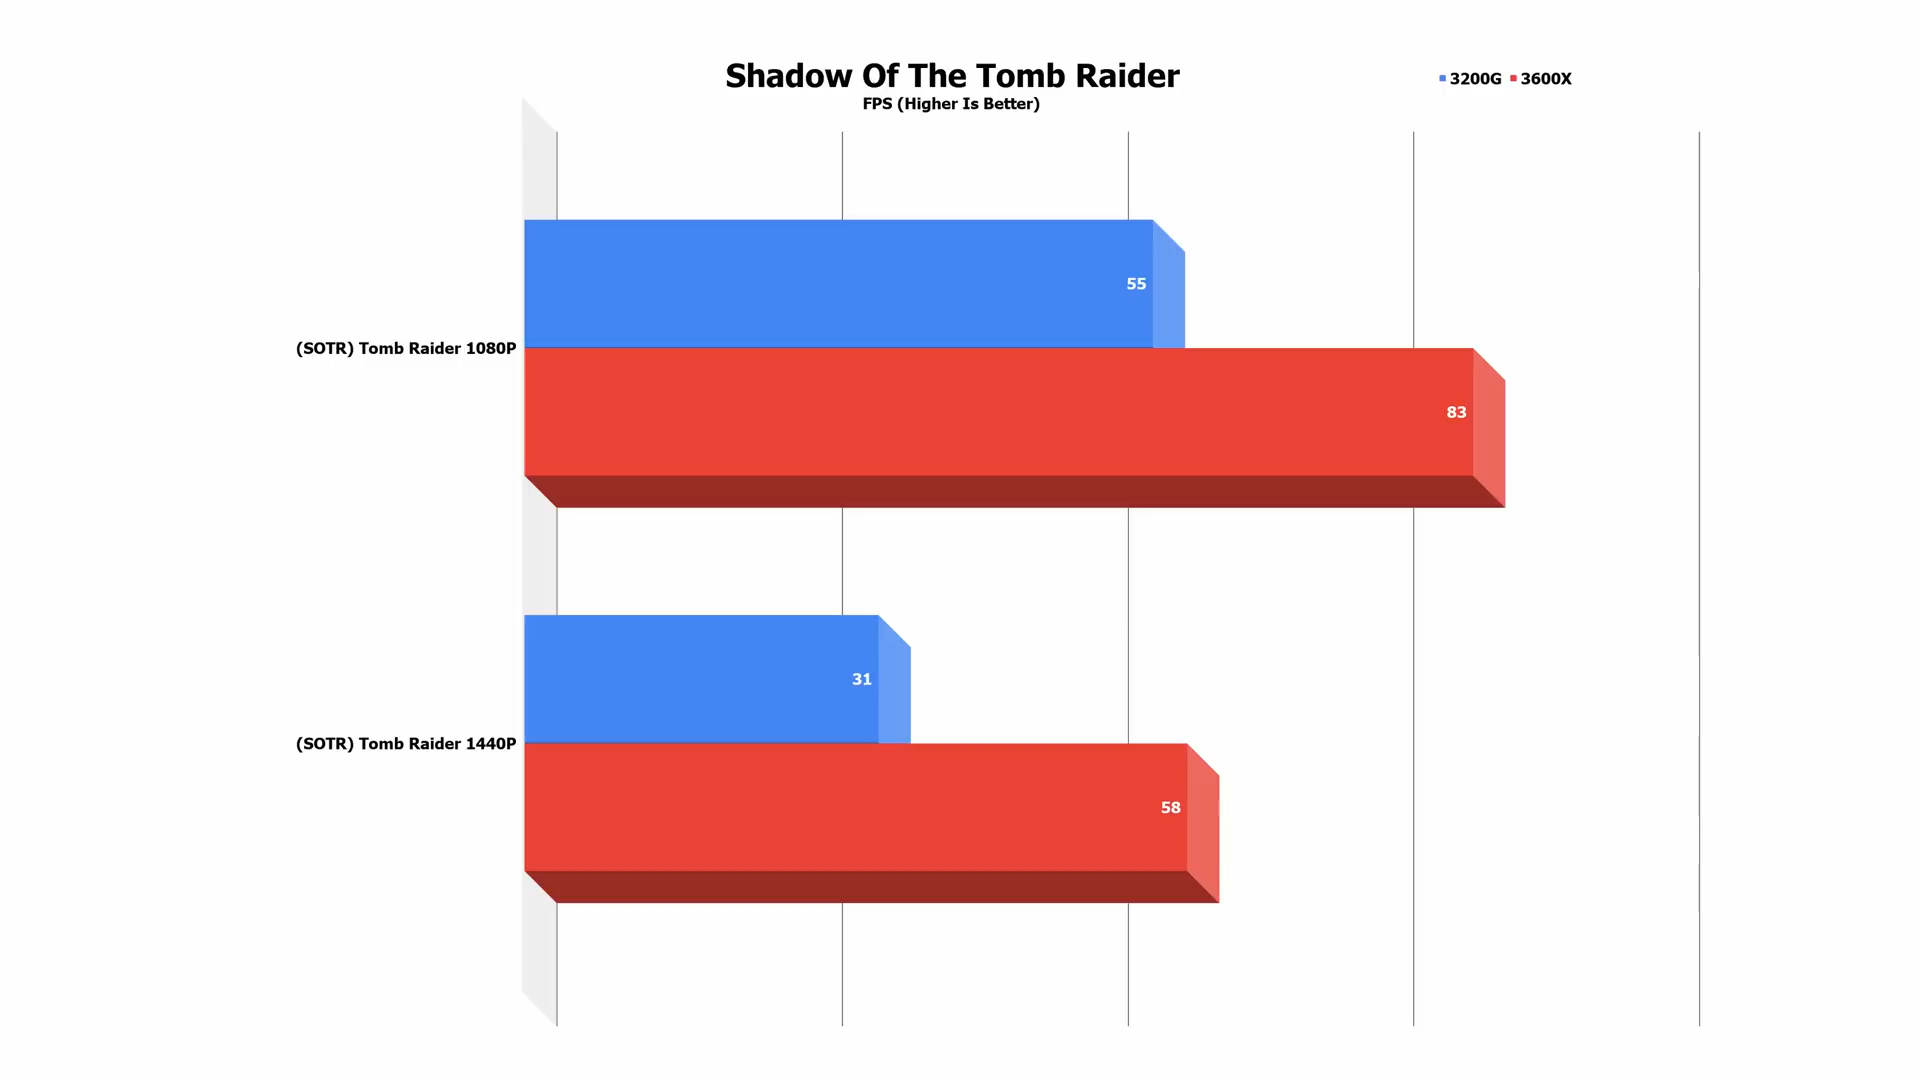 Shadow Of The Tomb Raider
FPS (Higher Is Better)
3200G 3600X
55
(SOTR) Tomb Raider 1080P
83
31
(SOTR) Tomb Raider 1440P
58